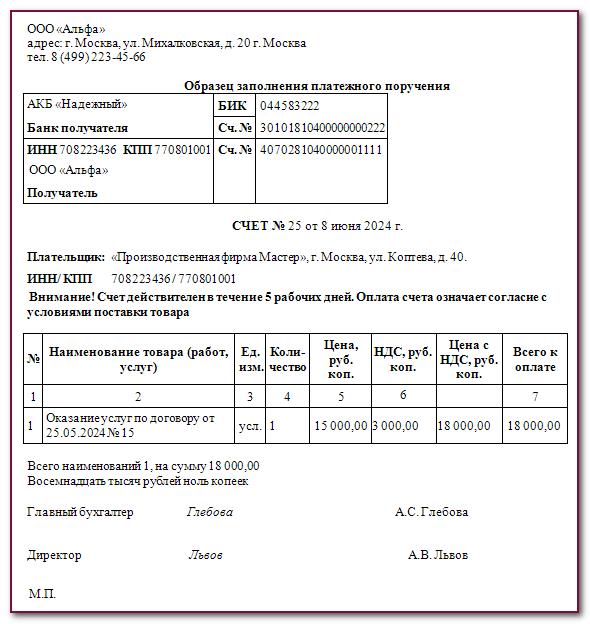 ООО «Альфа»
адрес: г. Москва, ул. Михалковская, д. 20 г. Москва
тел. 8 (499) 223-45-66
Образец заполнения платежного поручения
АКБ «Надежный» БИК 044583222
Банк получателя Сч. № 30101810400000000222
ИНН 708223436 КПП 770801001 Сч. № 4070281040000001111
ООО «Альфа»
Получатель
СЧЕТ № 25 от 8 июня 2024 г.
Плательщик: «Производственная фирма Мастер», г. Москва, ул. Коптева, д. 40.
ИНН/ КПП 708223436 / 770801001
Внимание! Счет действителен в течение 5 рабочих дней. Оплата счета означает согласие с
условиями поставки товара
№ Наименование товара (работ, услуг) Ед. изм. Коли-чество Цена, руб. коп. НДС, руб. коп. Цена с НДС, руб. коп. Всего к оплате
1 2 3 4 5 6 7
1 Оказание услуг по договору от 25.05.2024 № 15 усл. 1 15 000,00 3 000,00 18 000,00 18 000,00
Всего наименований 1, на сумму 18 000,00
Восемнадцать тысяч рублей ноль копеек
Главный бухгалтер Глебова А.С. Глебова
Директор Львов А.В. Львов
М.П.